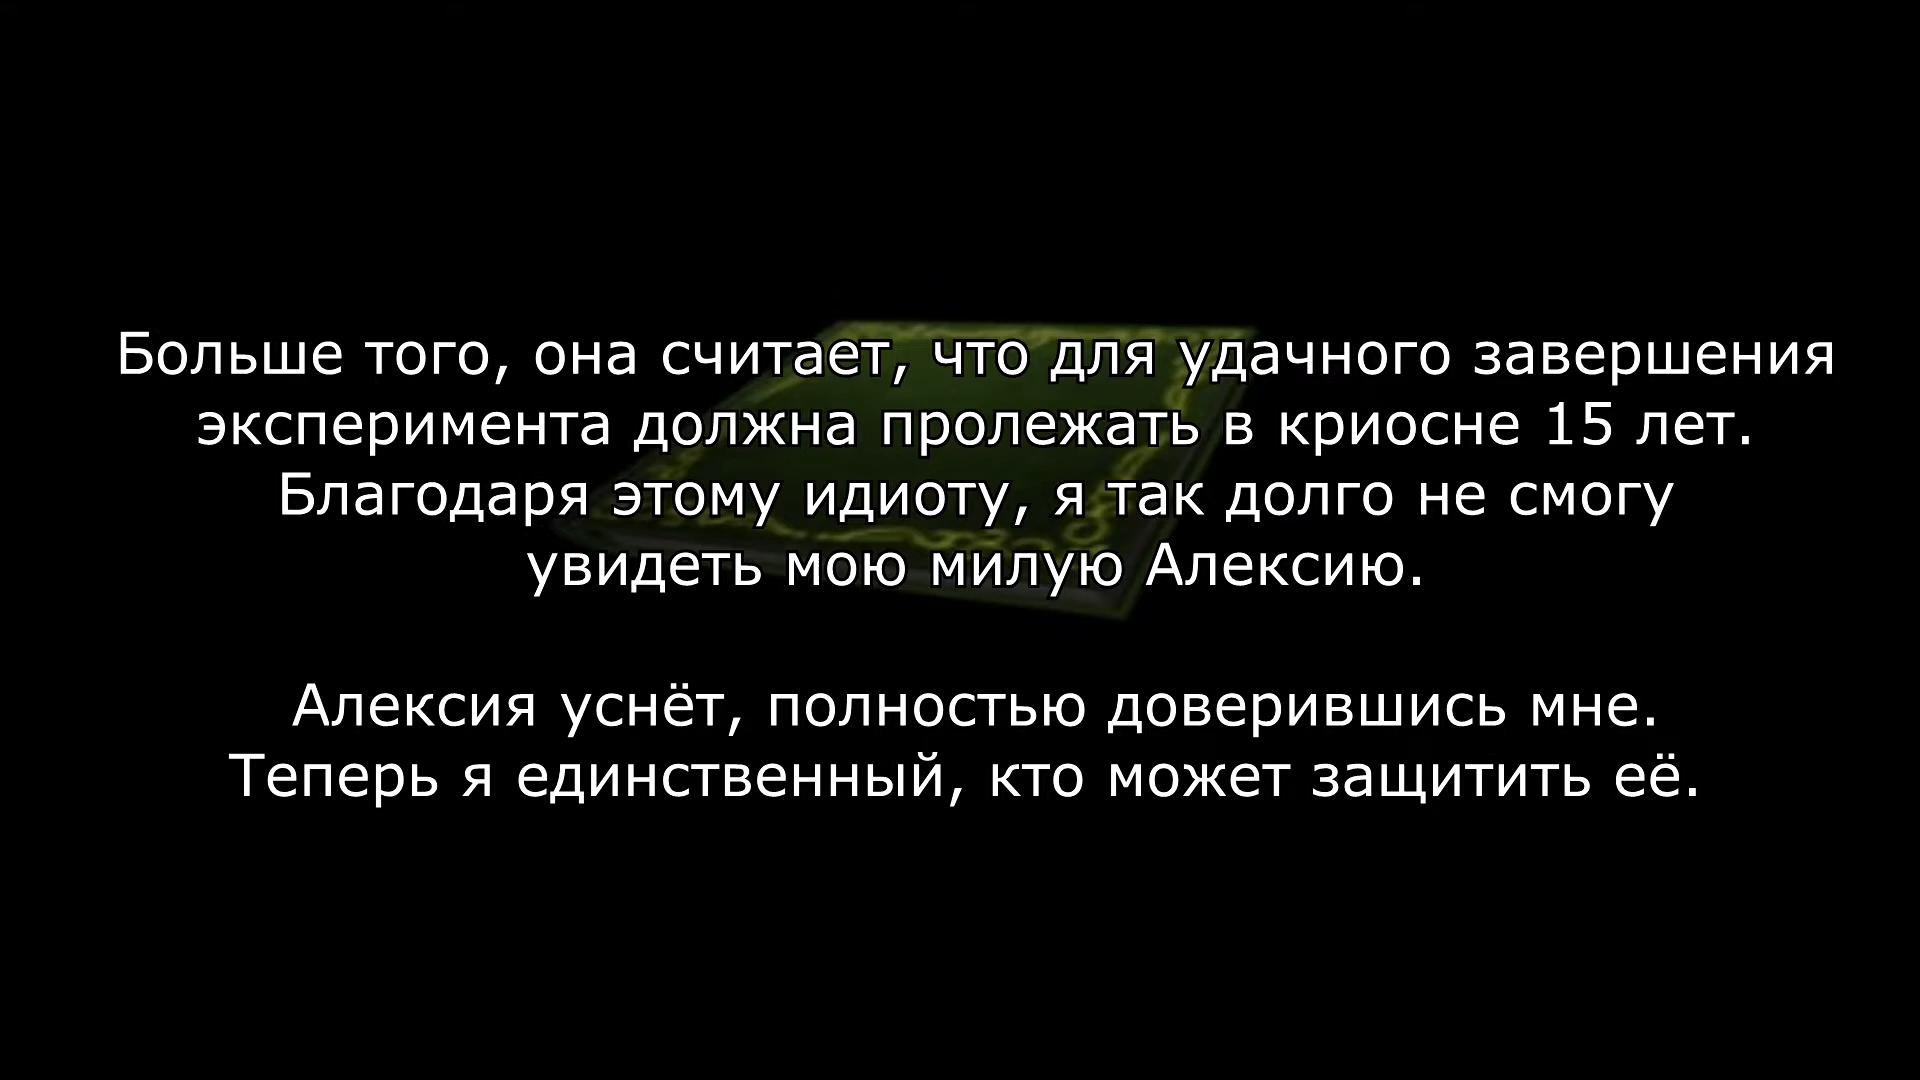 Больше того, она считает, что для удачного завершения
эксперимента должна пролежать в криосне 15 лет.
Благодаря этому идиоту, я так долго не смогу
увидеть мою милую Алексию.
Алексия уснёт, полностью доверившись мне.
Теперь я единственный, кто может защитить её.